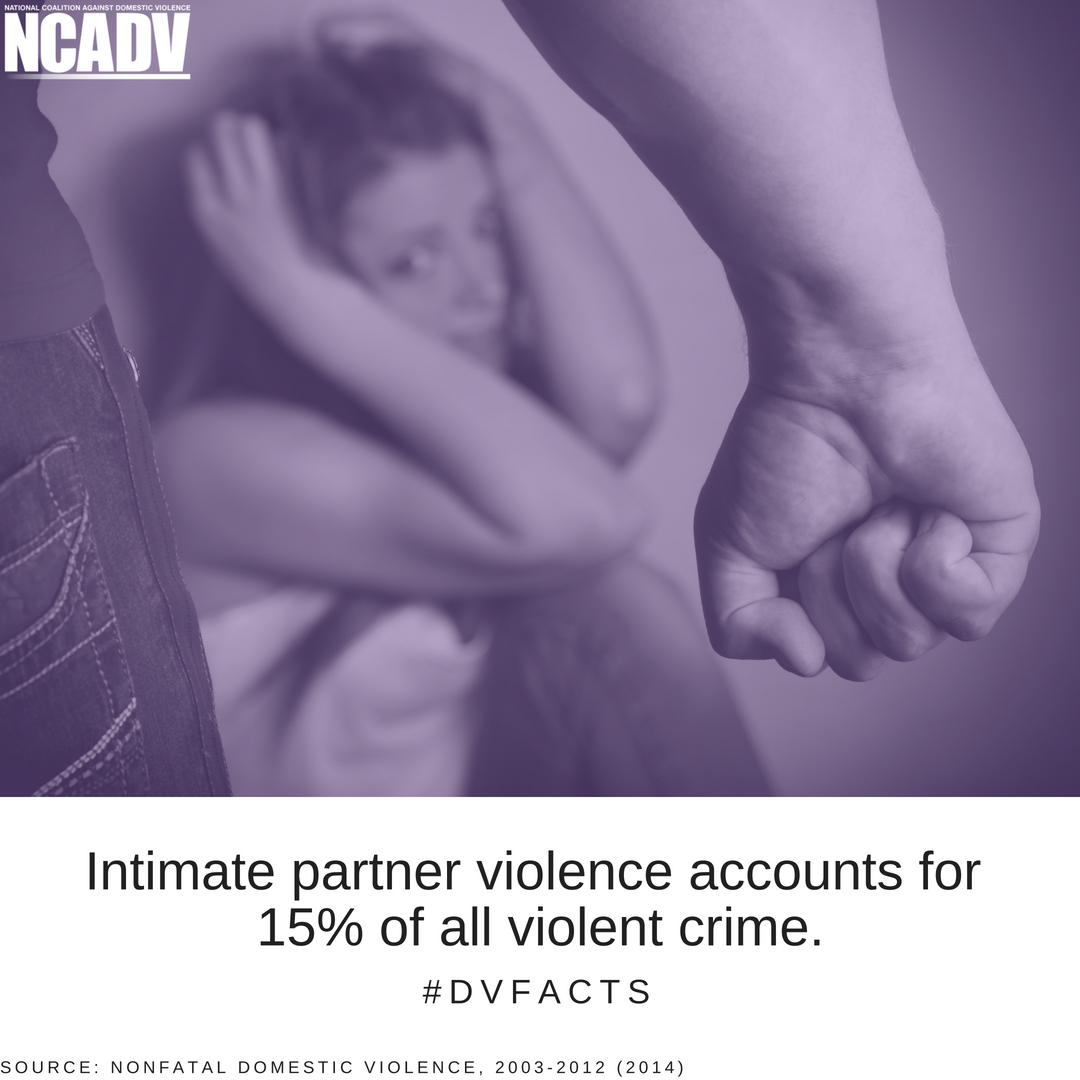 NATIONAL COALITION AGAINST DOMESTIC VIOLENCE
NCADV
Intimate partner violence accounts for
15% of all violent crime.
#DVFACTS
SOURCE: NONFATAL DOMESTIC VIOLENCE, 2003-2012 (2014)